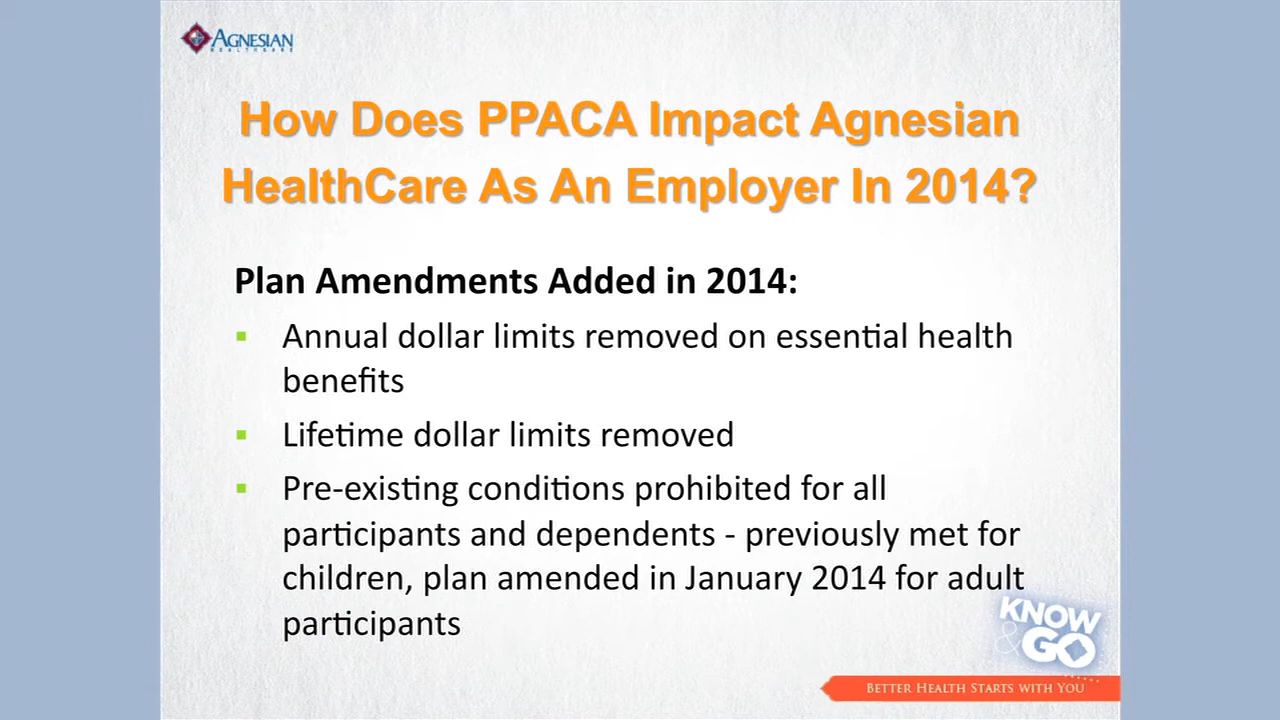 AGNESIAN
HEALTHCARE
How Does PPACA Impact Agnesian
HealthCare As An Employer In 2014?
Plan Amendments Added in 2014:
▪ Annual dollar limits removed on essential health
benefits
▪ Lifetime dollar limits removed
▪ Pre-existing conditions prohibited for all
participants and dependents - previously met for
children, plan amended in January 2014 for adult
participants
KNOW
& GO
BETTER HEALTH STARTS WITH YOU